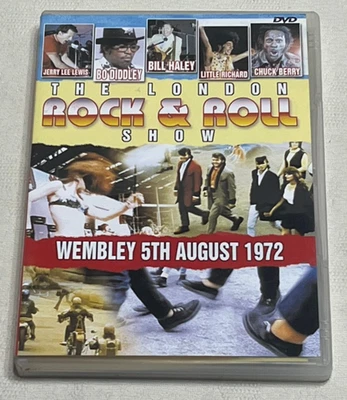 DVD
JERRY LEE LEWIS
BO DIDDLEY
BILL HALEY
LITTLE RICHARD
CHUCK BERRY
THE LONDON
ROCK & ROLL
SHOW
WEMBLEY 5TH AUGUST 1972